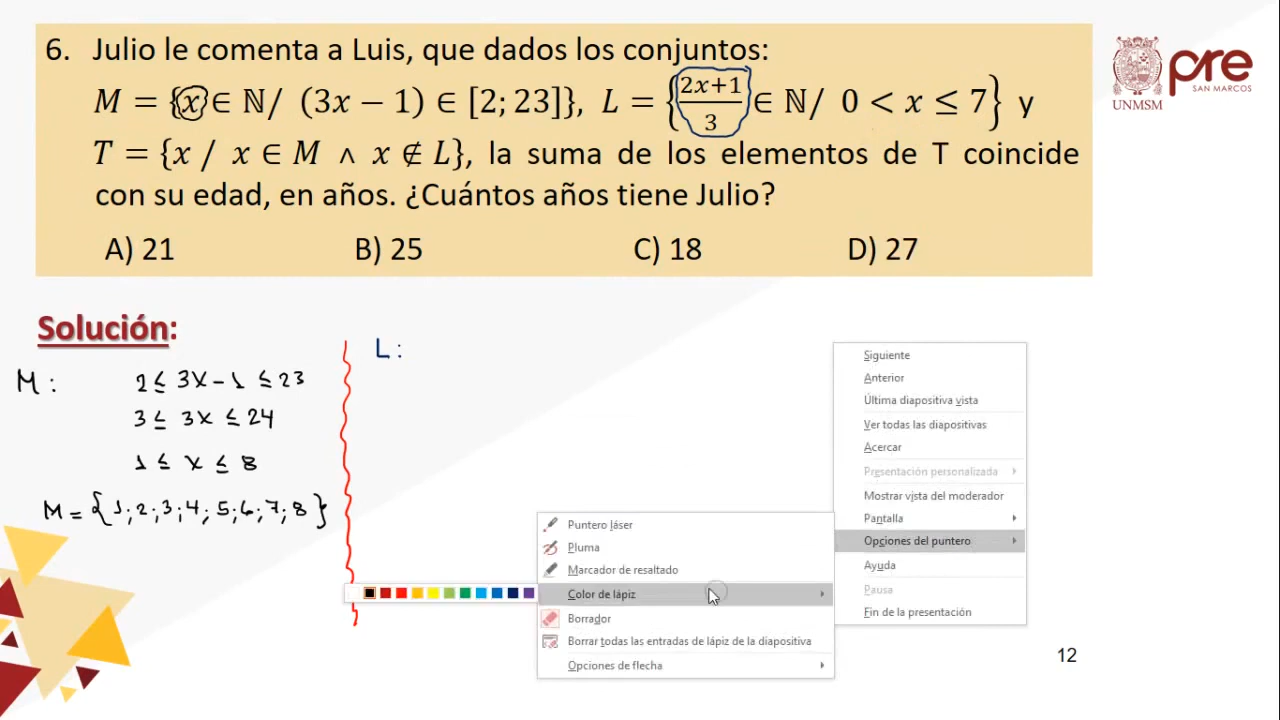 6. Julio le comenta a Luis, que dados los conjuntos:
M = {x ∈ ℕ/ (3x − 1) ∈ [2; 23]}, L = {(2x+1)/3 ∈ ℕ/ 0 < x ≤ 7} y
T = {x / x ∈ M ∧ x ∉ L}, la suma de los elementos de T coincide
con su edad, en años. ¿Cuántos años tiene Julio?
A) 21 B) 25 C) 18 D) 27
UNMSM
pre
SAN MARCOS
Solución:
M: 2 ≤ 3x − 1 ≤ 23
3 ≤ 3x ≤ 24
1 ≤ x ≤ 8
M = {1; 2; 3; 4; 5; 6; 7; 8}
L:
Siguiente
Anterior
Última diapositiva vista
Ver todas las diapositivas
Acercar
Presentación personalizada
Mostrar vista del moderador
Pantalla
Opciones del puntero
Ayuda
Pausa
Fin de la presentación
Puntero láser
Pluma
Marcador de resaltado
Color de lápiz
Borrador
Borrar todas las entradas de lápiz de la diapositiva
Opciones de flecha
12